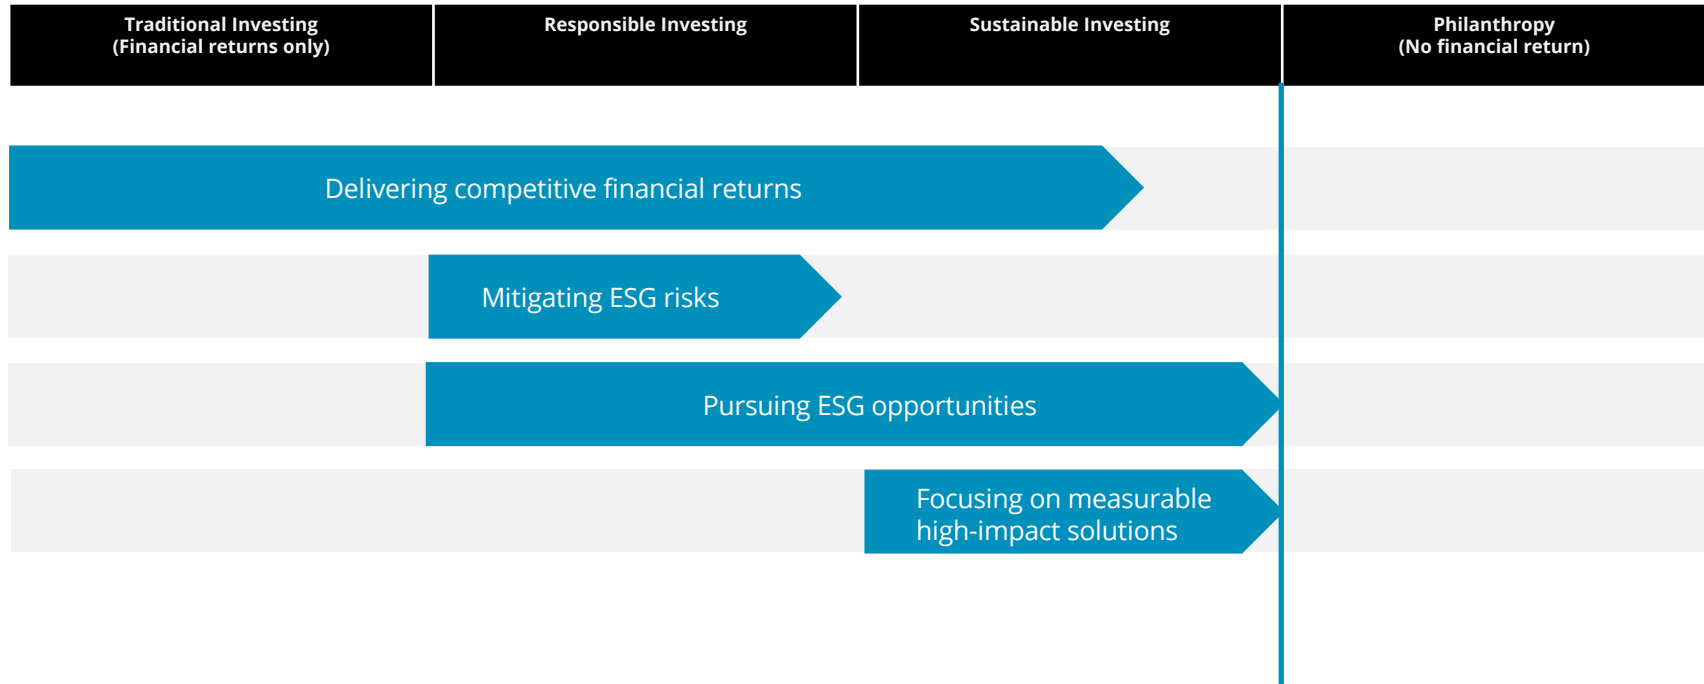 Traditional Investing
(Financial returns only)
Responsible Investing
Sustainable Investing
Philanthropy
(No financial return)
Delivering competitive financial returns
Mitigating ESG risks
Pursuing ESG opportunities
Focusing on measurable
high-impact solutions